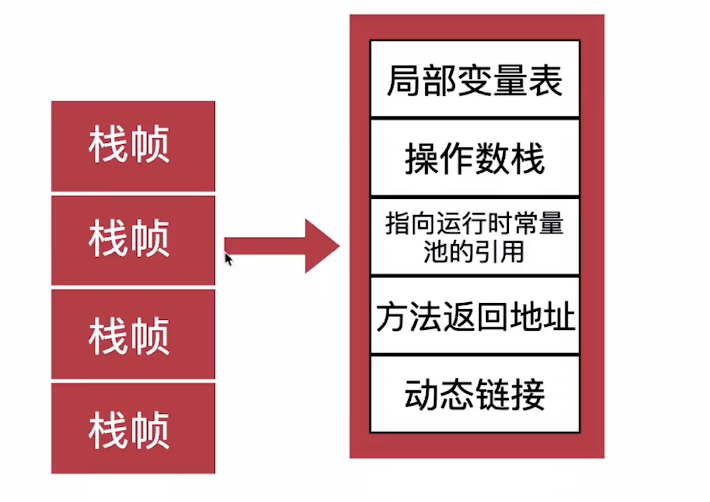 栈帧
栈帧
栈帧
栈帧
局部变量表
操作数栈
指向运行时常量
池的引用
方法返回地址
动态链接